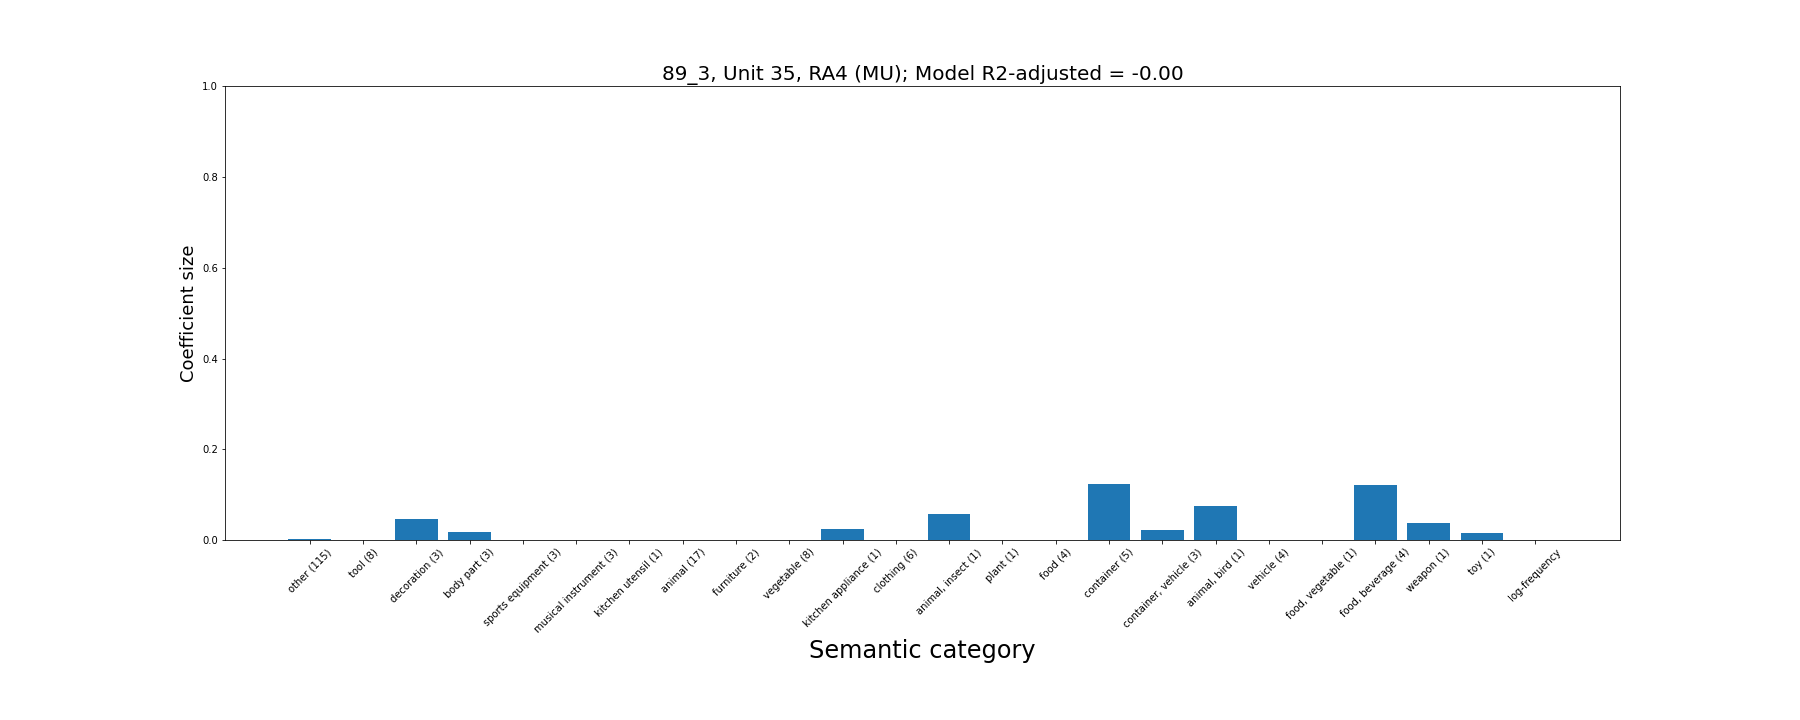 89_3, Unit 35, RA4 (MU); Model R2-adjusted = -0.00
Coefficient size
1.0
0.8
0.6
0.4
0.2
0.0
other (115)
tool (8)
decoration (3)
body part (3)
sports equipment (3)
musical instrument (3)
kitchen utensil (1)
animal (17)
furniture (2)
vegetable (8)
kitchen appliance (1)
clothing (6)
animal, insect (1)
plant (1)
food (4)
container (5)
container, vehicle (3)
animal, bird (1)
vehicle (4)
food, vegetable (1)
food, beverage (4)
weapon (1)
toy (1)
log-frequency
Semantic category